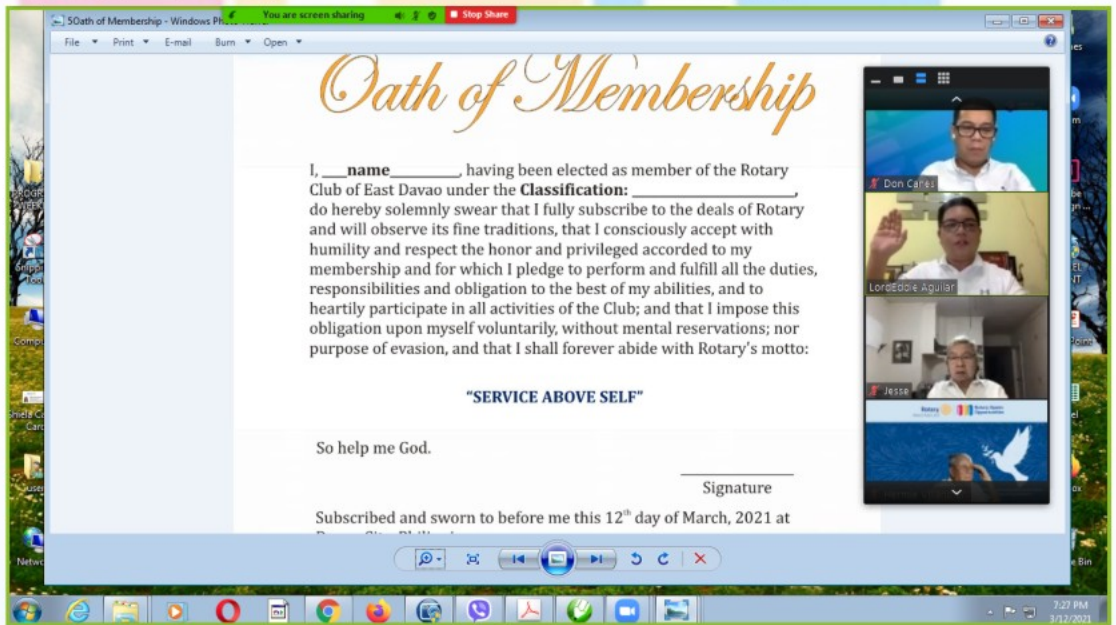 5Oath of Membership - Windows
You are screen sharing
Stop Share
File Print E-mail Burn Open
Oath of Membership
I, ___name_________, having been elected as member of the Rotary
Club of East Davao under the Classification: _____________________,
do hereby solemnly swear that I fully subscribe to the deals of Rotary
and will observe its fine traditions, that I consciously accept with
humility and respect the honor and privileged accorded to my
membership and for which I pledge to perform and fulfill all the duties,
responsibilities and obligation to the best of my abilities, and to
heartily participate in all activities of the Club; and that I impose this
obligation upon myself voluntarily, without mental reservations; nor
purpose of evasion, and that I shall forever abide with Rotary's motto:
"SERVICE ABOVE SELF"
So help me God.
Signature
Subscribed and sworn to before me this 12th day of March, 2021 at
Don Canes
LordEddie Aguilar
Jesse
Rotary
7:27 PM
3/12/2021